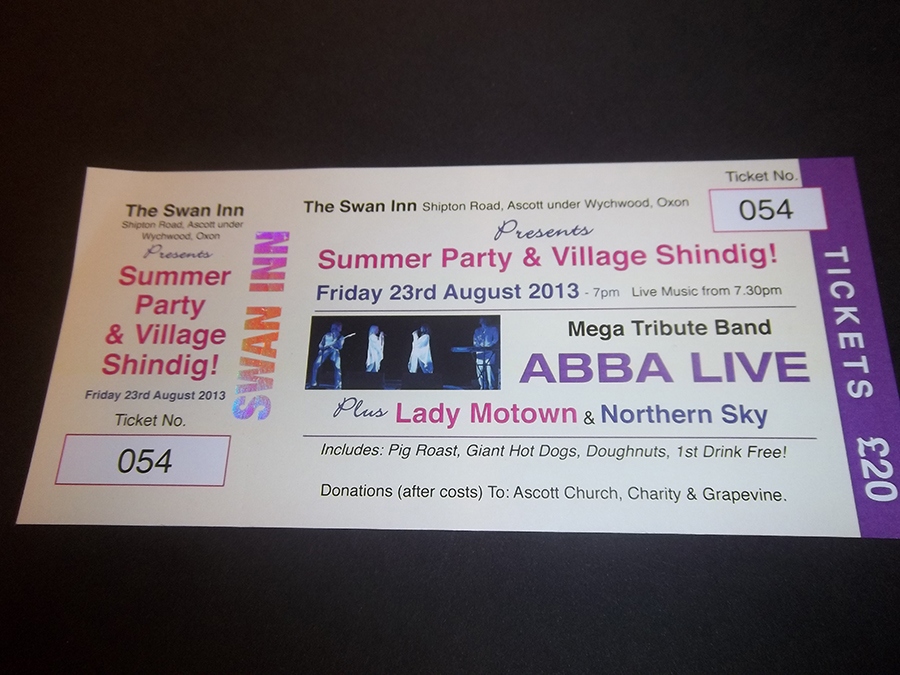 The Swan Inn
Shipton Road, Ascott under
Wychwood, Oxon
Presents
Summer
Party
& Village
Shindig!
Friday 23rd August 2013
Ticket No.
054
SWAN INN
The Swan Inn Shipton Road, Ascott under Wychwood, Oxon
Presents
Summer Party & Village Shindig!
Friday 23rd August 2013 - 7pm Live Music from 7.30pm
Mega Tribute Band
ABBA LIVE
Plus Lady Motown & Northern Sky
Includes: Pig Roast, Giant Hot Dogs, Doughnuts, 1st Drink Free!
Donations (after costs) To: Ascott Church, Charity & Grapevine.
Ticket No.
054
TICKETS £20